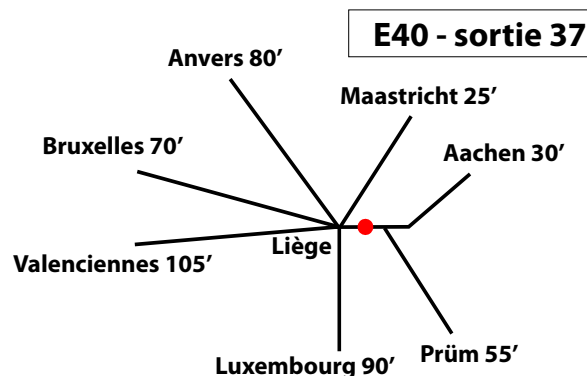 E40 - sortie 37
Anvers 80’
Maastricht 25’
Bruxelles 70’
Aachen 30’
Liège
Valenciennes 105’
Luxembourg 90’
Prüm 55’